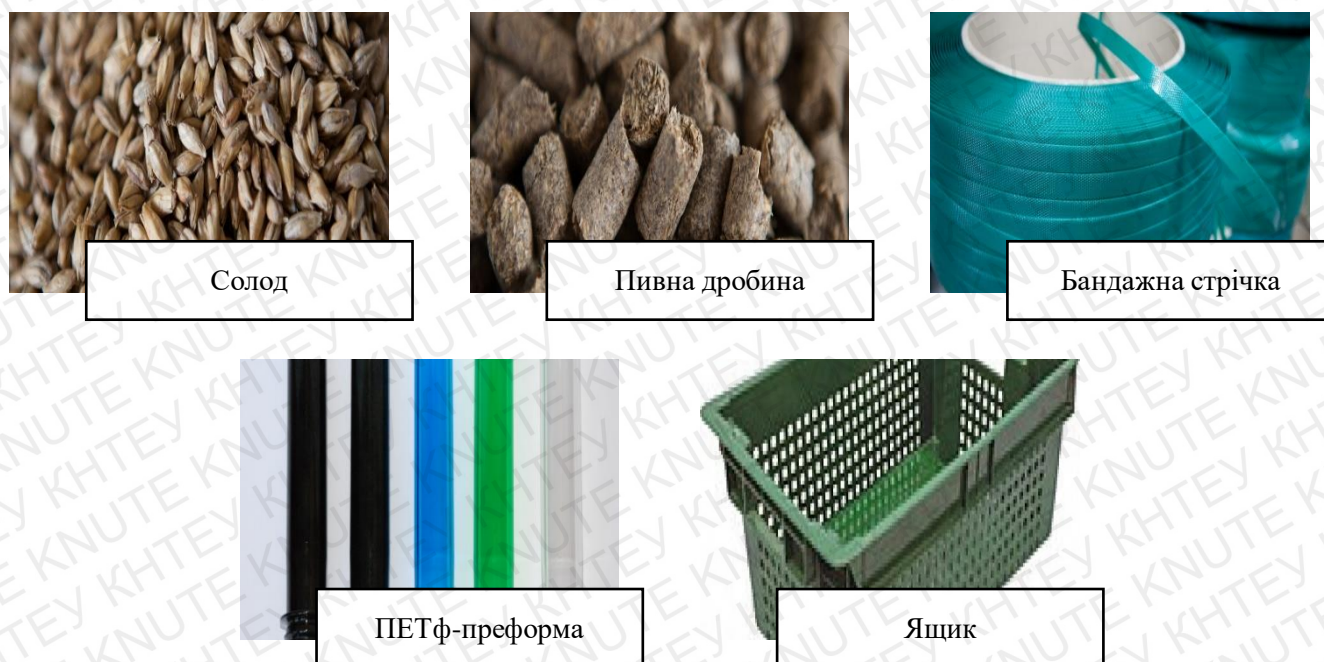 Солод
Пивна дробина
Бандажна стрічка
ПЕТф-преформа
Ящик